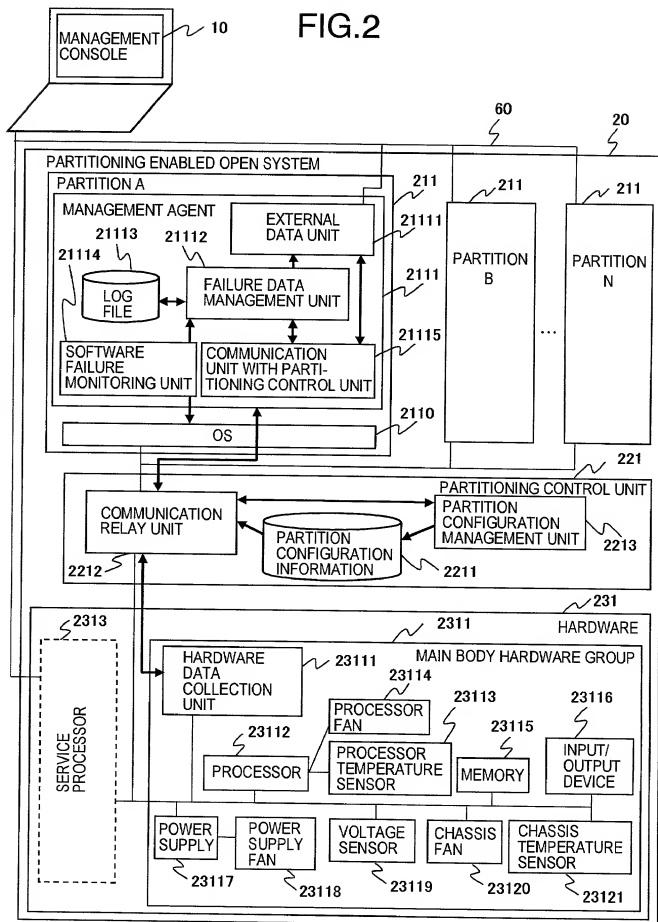 FIG.2
MANAGEMENT
CONSOLE
10
60
20
PARTITIONING ENABLED OPEN SYSTEM
PARTITION A
211
211
211
MANAGEMENT AGENT
EXTERNAL
DATA UNIT
21111
21112
21113
21114
LOG
FILE
FAILURE DATA
MANAGEMENT UNIT
2111
SOFTWARE
FAILURE
MONITORING UNIT
COMMUNICATION
UNIT WITH PARTI-
TIONING CONTROL UNIT
21115
OS
2110
PARTITION
B
...
PARTITION
N
221
PARTITIONING CONTROL UNIT
COMMUNICATION
RELAY UNIT
2212
PARTITION
CONFIGURATION
INFORMATION
2211
PARTITION
CONFIGURATION
MANAGEMENT UNIT
2213
231
HARDWARE
2313
SERVICE
PROCESSOR
2311
MAIN BODY HARDWARE GROUP
HARDWARE
DATA
COLLECTION
UNIT
23111
23114
PROCESSOR
FAN
23113
PROCESSOR
TEMPERATURE
SENSOR
23112
PROCESSOR
23115
MEMORY
23116
INPUT/
OUTPUT
DEVICE
POWER
SUPPLY
23117
POWER
SUPPLY
FAN
23118
VOLTAGE
SENSOR
23119
CHASSIS
FAN
23120
CHASSIS
TEMPERATURE
SENSOR
23121